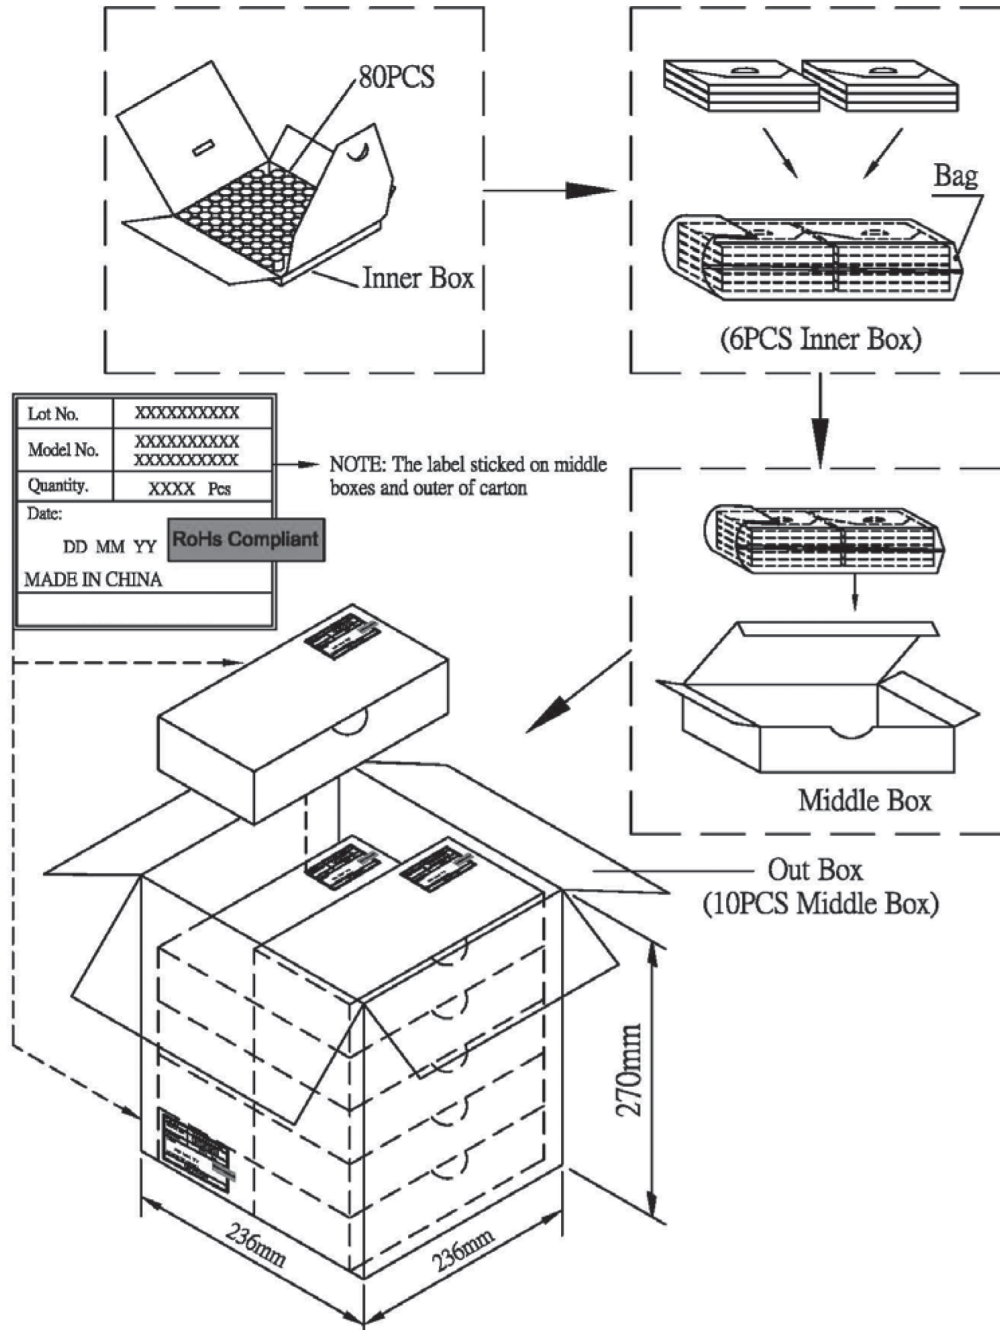 80PCS
Inner Box
Bag
(6PCS Inner Box)
Lot No. XXXXXXXXXX
Model No. XXXXXXXXXX
XXXXXXXXXX
Quantity. XXXX Pcs
Date:
DD MM YY
RoHs Compliant
MADE IN CHINA
NOTE: The label sticked on middle
boxes and outer of carton
Middle Box
Out Box
(10PCS Middle Box)
270mm
236mm
236mm